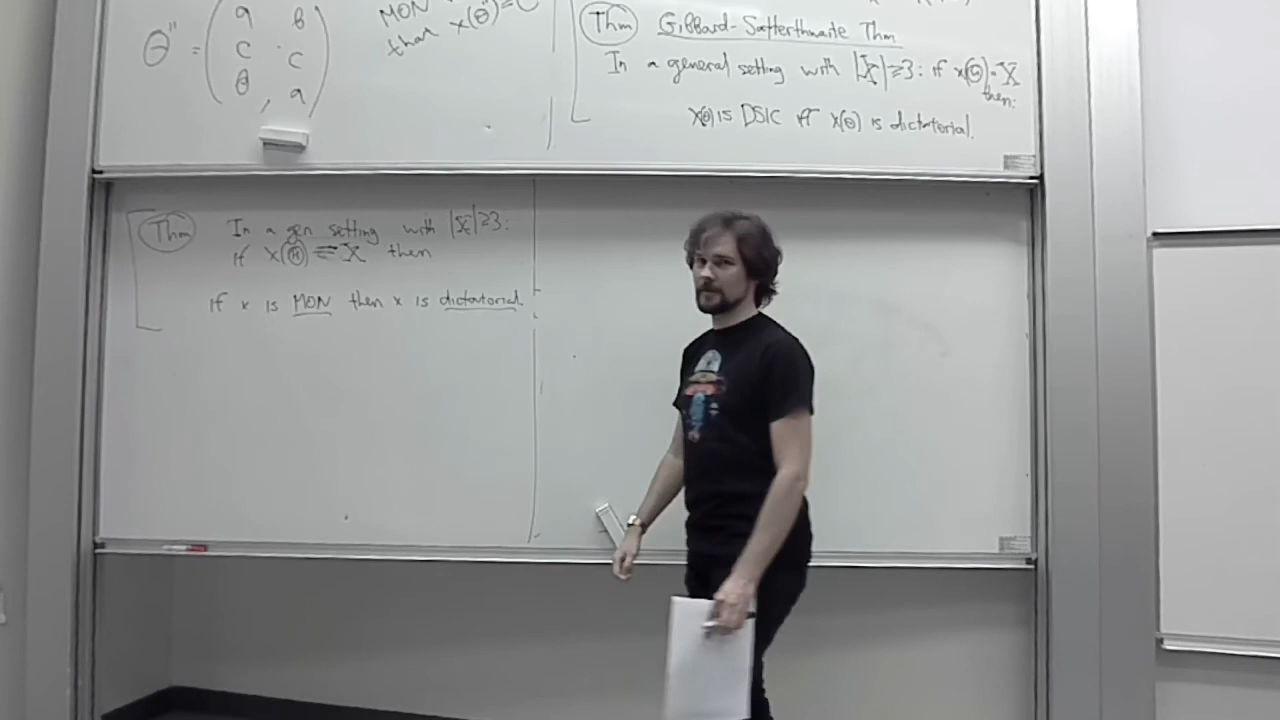 θ'' = ( a b
c c
θ , a )
MON
than x(θ'')=C
Thm Gibbard-Satterthwaite Thm
In a general setting with |X|≥3: if x(Θ)=X
then:
x(θ) is DSIC iff x(θ) is dictatorial.
Thm In a gen setting with |X|≥3:
if x(Θ) = X then
if x is MON then x is dictatorial.